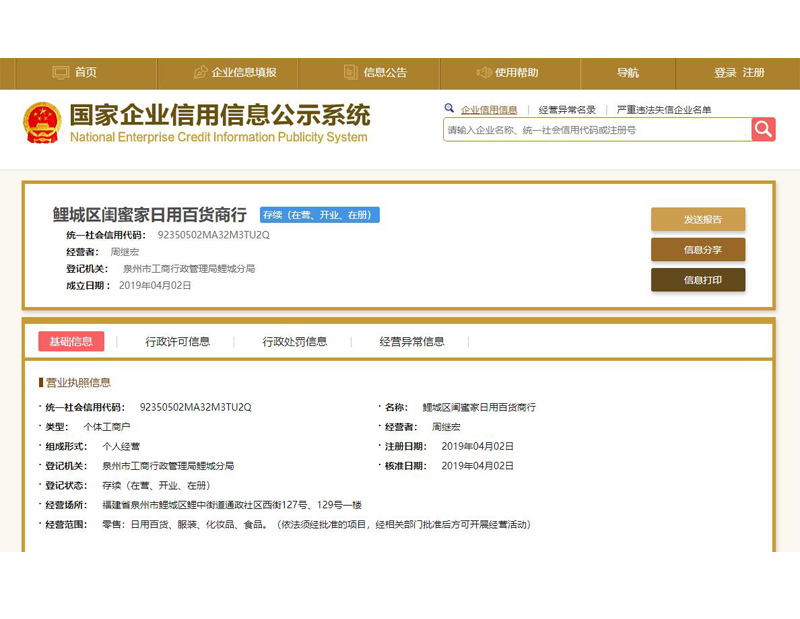 首页 企业信息填报 信息公告 使用帮助 导航 登录 注册
国家企业信用信息公示系统
National Enterprise Credit Information Publicity System
企业信用信息 | 经营异常名录 | 严重违法失信企业名单
请输入企业名称、统一社会信用代码或注册号
鲤城区闺蜜家日用百货商行 存续（在营、开业、在册）
统一社会信用代码： 92350502MA32M3TU2Q
经营者： 周继宏
登记机关： 泉州市工商行政管理局鲤城分局
成立日期： 2019年04月02日
发送报告
信息分享
信息打印
基础信息 | 行政许可信息 | 行政处罚信息 | 经营异常信息 |
营业执照信息
· 统一社会信用代码： 92350502MA32M3TU2Q · 名称： 鲤城区闺蜜家日用百货商行
· 类型： 个体工商户 · 经营者： 周继宏
· 组成形式： 个人经营 · 注册日期： 2019年04月02日
· 登记机关： 泉州市工商行政管理局鲤城分局 · 核准日期： 2019年04月02日
· 登记状态： 存续（在营、开业、在册）
· 经营场所： 福建省泉州市鲤城区鲤中街道通政社区西街127号、129号一楼
· 经营范围： 零售：日用百货、服装、化妆品、食品。（依法须经批准的项目，经相关部门批准后方可开展经营活动）